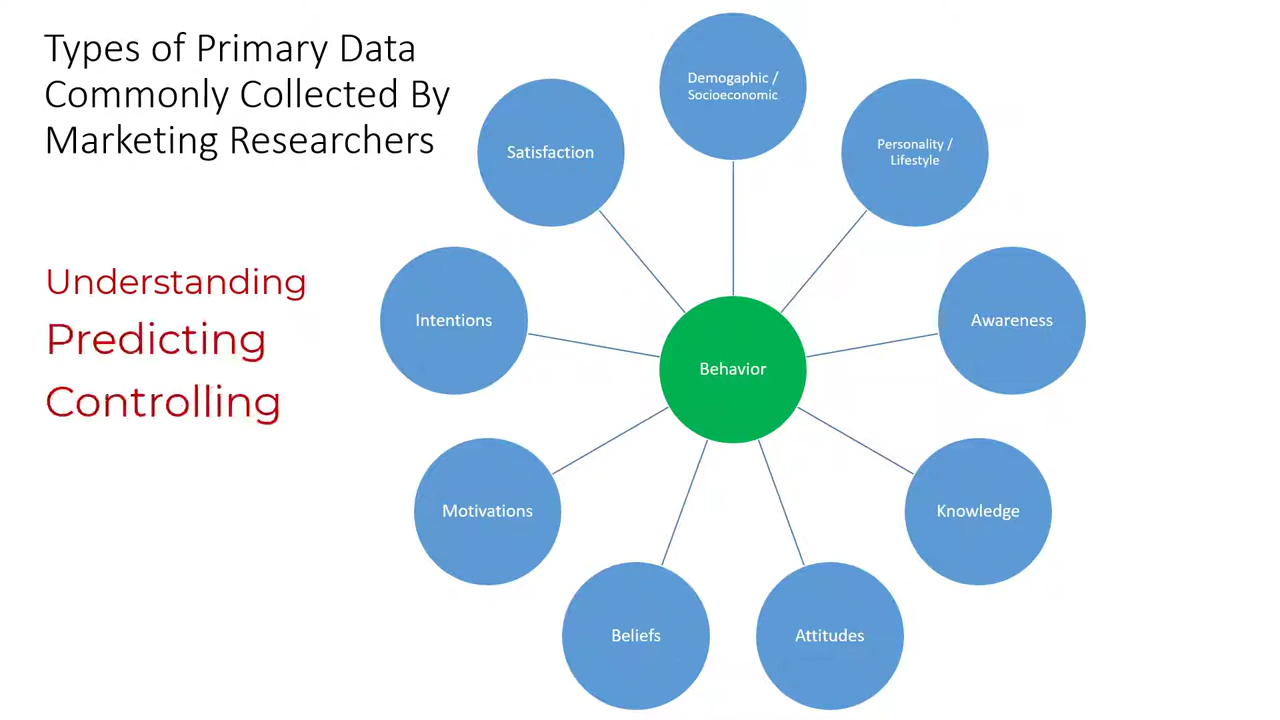 Types of Primary Data
Commonly Collected By
Marketing Researchers
Understanding
Predicting
Controlling
Demogaphic /
Socioeconomic
Personality /
Lifestyle
Awareness
Knowledge
Attitudes
Beliefs
Motivations
Intentions
Satisfaction
Behavior